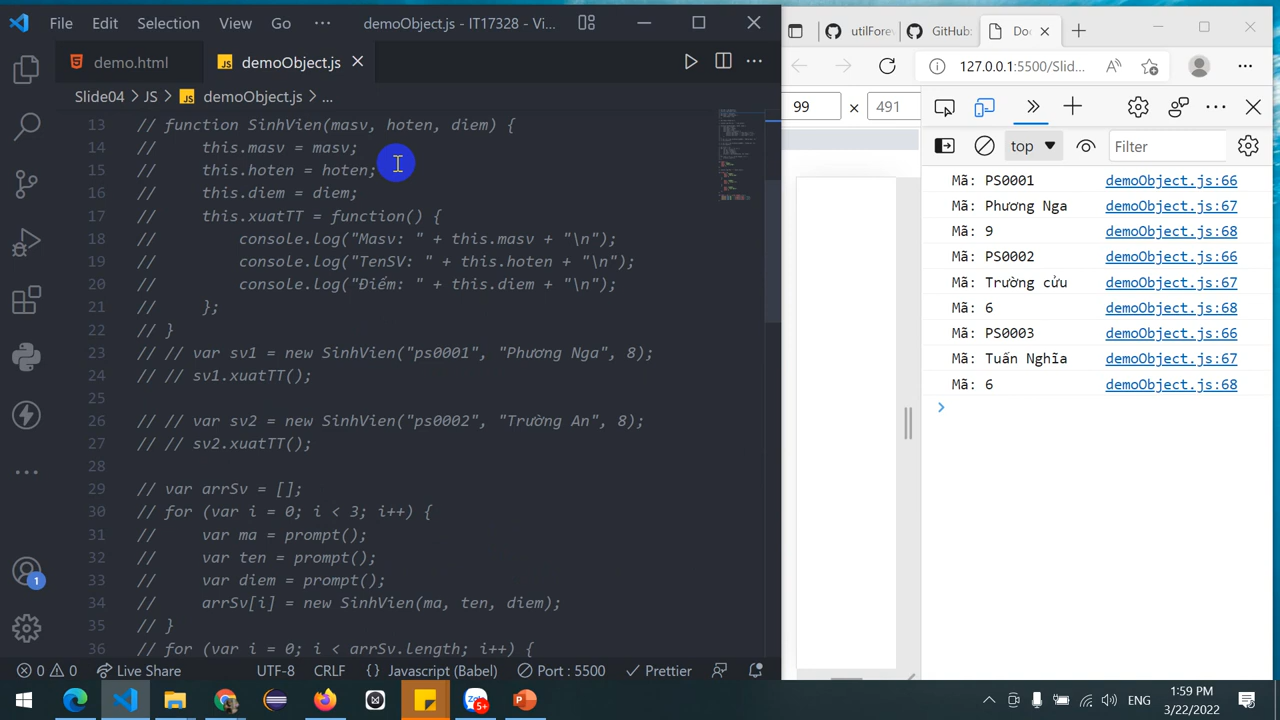 File Edit Selection View Go ··· demoObject.js - IT17328 - Vi...
demo.html demoObject.js
Slide04 > JS > demoObject.js > ...
13 // function SinhVien(masv, hoten, diem) {
14 // this.masv = masv;
15 // this.hoten = hoten;
16 // this.diem = diem;
17 // this.xuatTT = function() {
18 // console.log("Masv: " + this.masv + "\n");
19 // console.log("TenSV: " + this.hoten + "\n");
20 // console.log("Điểm: " + this.diem + "\n");
21 // };
22 // }
23 // // var sv1 = new SinhVien("ps0001", "Phương Nga", 8);
24 // // sv1.xuatTT();
25
26 // // var sv2 = new SinhVien("ps0002", "Trường An", 8);
27 // // sv2.xuatTT();
28
29 // var arrSv = [];
30 // for (var i = 0; i < 3; i++) {
31 // var ma = prompt();
32 // var ten = prompt();
33 // var diem = prompt();
34 // arrSv[i] = new SinhVien(ma, ten, diem);
35 // }
36 // for (var i = 0; i < arrSv.length; i++) {
1
0 0 Live Share UTF-8 CRLF {} Javascript (Babel) Port : 5500 Prettier
utilFore GitHub: Doc
127.0.0.1:5500/Slid...
99 × 491
top Filter
Mã: PS0001 demoObject.js:66
Mã: Phương Nga demoObject.js:67
Mã: 9 demoObject.js:68
Mã: PS0002 demoObject.js:66
Mã: Trường cửu demoObject.js:67
Mã: 6 demoObject.js:68
Mã: PS0003 demoObject.js:66
Mã: Tuấn Nghĩa demoObject.js:67
Mã: 6 demoObject.js:68
5+
ENG 1:59 PM
3/22/2022